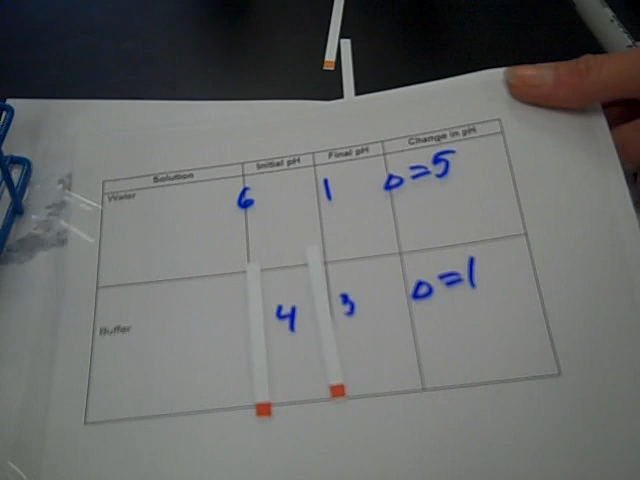 Solution Initial pH Final pH Change in pH
Water 6 1 Δ=5
Buffer 4 3 Δ=1